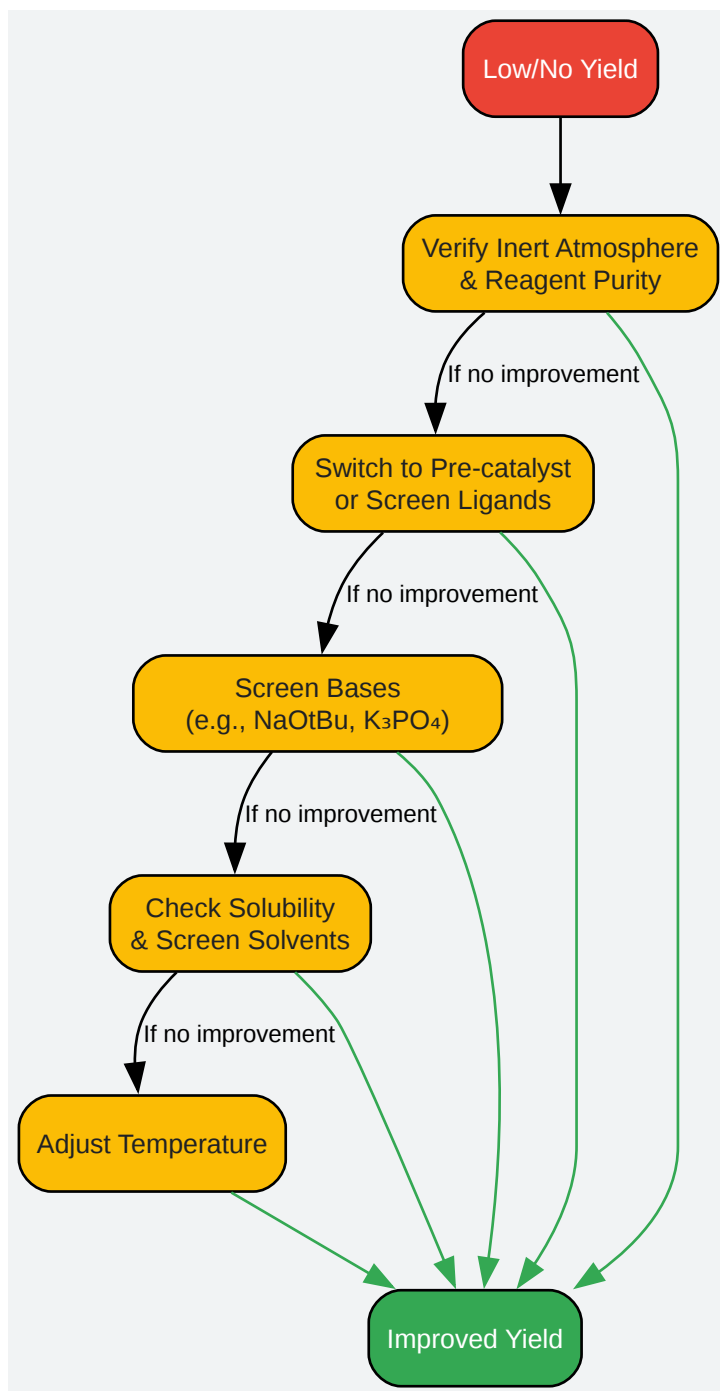 Low/No Yield
Verify Inert Atmosphere
& Reagent Purity
If no improvement
Switch to Pre-catalyst
or Screen Ligands
If no improvement
Screen Bases
(e.g., NaOtBu, K₃PO₄)
If no improvement
Check Solubility
& Screen Solvents
If no improvement
Adjust Temperature
Improved Yield